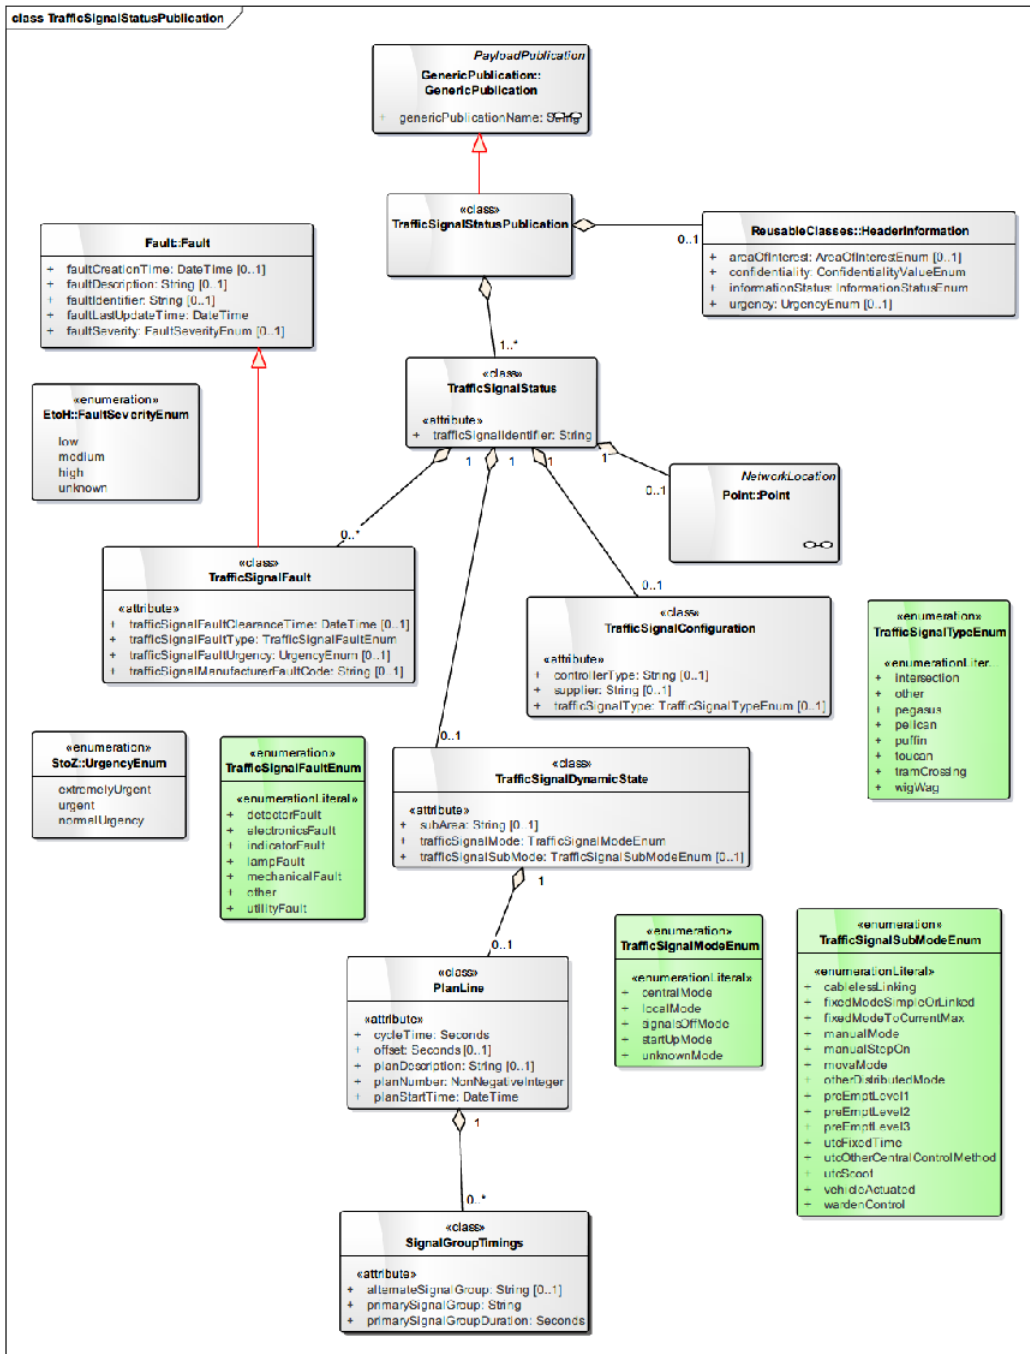 class TrafficSignalStatusPublication
PayloadPublication
GenericPublication::
GenericPublication
+ genericPublicationName: String
«class»
TrafficSignalStatusPublication
0..1
ReusableClasses::HeaderInformation
+ areaOfInterest: AreaOfInterestEnum [0..1]
+ confidentiality: ConfidentialityValueEnum
+ informationStatus: InformationStatusEnum
+ urgency: UrgencyEnum [0..1]
Fault::Fault
+ faultCreationTime: DateTime [0..1]
+ faultDescription: String [0..1]
+ faultIdentifier: String [0..1]
+ faultLastUpdateTime: DateTime
+ faultSeverity: FaultSeverityEnum [0..1]
1..*
«class»
TrafficSignalStatus
«attribute»
+ trafficSignalIdentifier: String
1
1
1
1
«enumeration»
EtoH::FaultSeverityEnum
low
medium
high
unknown
0..1
NetworkLocation
Point::Point
0..*
«class»
TrafficSignalFault
«attribute»
+ trafficSignalFaultClearanceTime: DateTime [0..1]
+ trafficSignalFaultType: TrafficSignalFaultEnum
+ trafficSignalFaultUrgency: UrgencyEnum [0..1]
+ trafficSignalManufacturerFaultCode: String [0..1]
0..1
«class»
TrafficSignalConfiguration
«attribute»
+ controllerType: String [0..1]
+ supplier: String [0..1]
+ trafficSignalType: TrafficSignalTypeEnum [0..1]
«enumeration»
TrafficSignalTypeEnum
«enumerationLiter...
+ intersection
+ other
+ pegasus
+ pelican
+ puffin
+ toucan
+ tramCrossing
+ wigWag
«enumeration»
StoZ::UrgencyEnum
extremelyUrgent
urgent
normalUrgency
«enumeration»
TrafficSignalFaultEnum
«enumerationLiteral»
+ detectorFault
+ electronicsFault
+ indicatorFault
+ lampFault
+ mechanicalFault
+ other
+ utilityFault
0..1
«class»
TrafficSignalDynamicState
«attribute»
+ subArea: String [0..1]
+ trafficSignalMode: TrafficSignalModeEnum
+ trafficSignalSubMode: TrafficSignalSubModeEnum [0..1]
1
0..1
«class»
PlanLine
«attribute»
+ cycleTime: Seconds
+ offset: Seconds [0..1]
+ planDescription: String [0..1]
+ planNumber: NonNegativeInteger
+ planStartTime: DateTime
1
«enumeration»
TrafficSignalModeEnum
«enumerationLiteral»
+ centralMode
+ localMode
+ signalsOffMode
+ startUpMode
+ unknownMode
«enumeration»
TrafficSignalSubModeEnum
«enumerationLiteral»
+ cablelessLinking
+ fixedModeSimpleOrLinked
+ fixedModeToCurrentMax
+ manualMode
+ manualStepOn
+ movaMode
+ otherDistributedMode
+ preEmptLevel1
+ preEmptLevel2
+ preEmptLevel3
+ utcFixedTime
+ utcOtherCentralControlMethod
+ utcScoot
+ vehicleActuated
+ wardenControl
0..*
«class»
SignalGroupTimings
«attribute»
+ alternateSignalGroup: String [0..1]
+ primarySignalGroup: String
+ primarySignalGroupDuration: Seconds